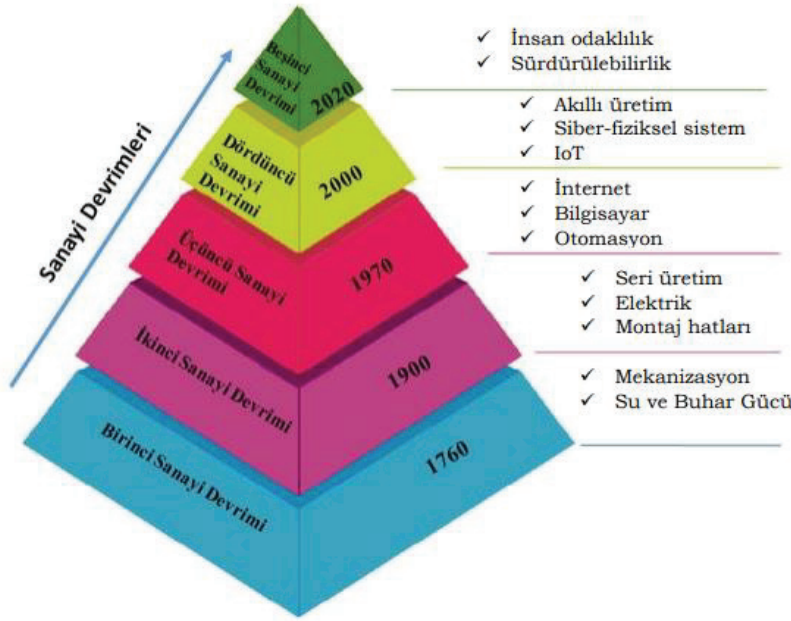 Sanayi Devrimleri
Beşinci
Sanayi
Devrimi
2020
✓ İnsan odaklılık
✓ Sürdürülebilirlik
Dördüncü
Sanayi
Devrimi
2000
✓ Akıllı üretim
✓ Siber-fiziksel sistem
✓ IoT
Üçüncü Sanayi
Devrimi
1970
✓ İnternet
✓ Bilgisayar
✓ Otomasyon
İkinci Sanayi Devrimi
1900
✓ Seri üretim
✓ Elektrik
✓ Montaj hatları
Birinci Sanayi Devrimi
1760
✓ Mekanizasyon
✓ Su ve Buhar Gücü